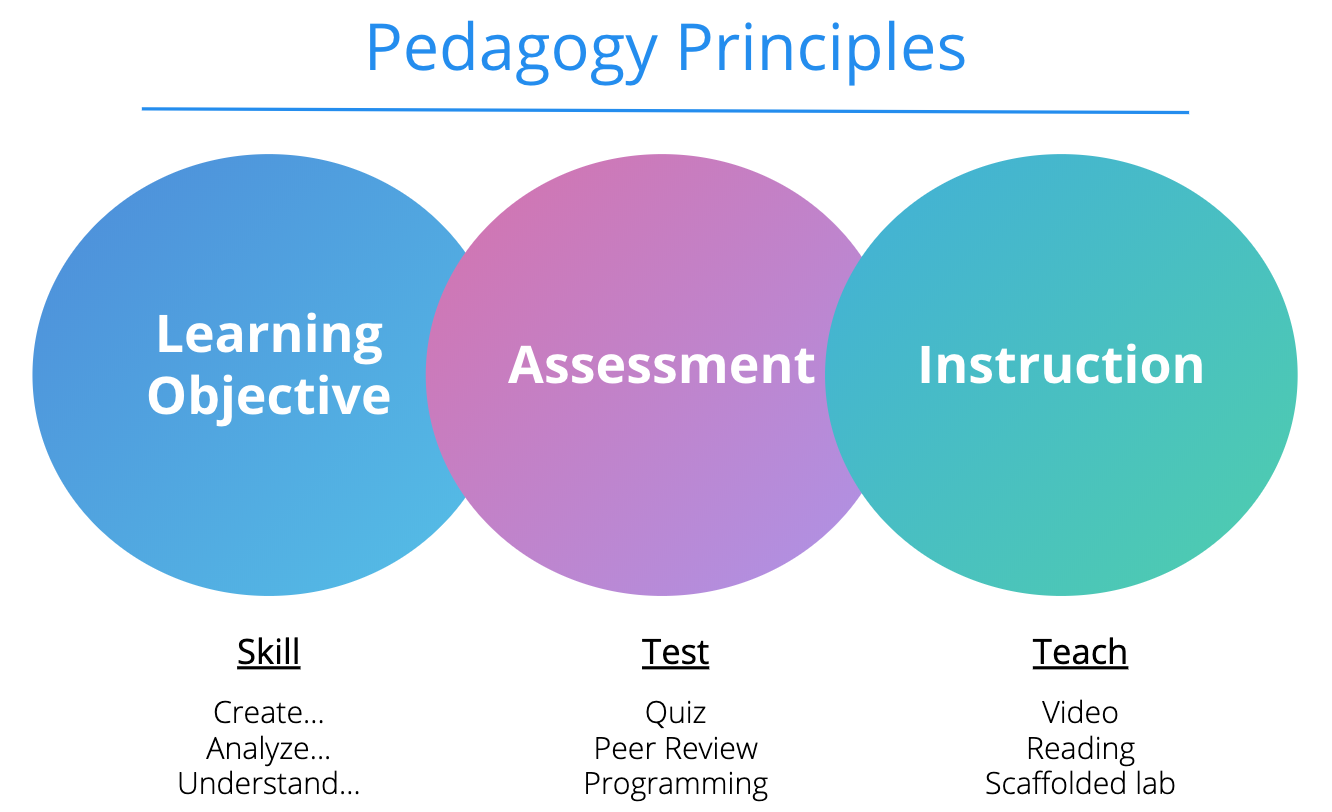 Pedagogy Principles
Learning
Objective
Assessment
Instruction
Skill
Create...
Analyze...
Understand...
Test
Quiz
Peer Review
Programming
Teach
Video
Reading
Scaffolded lab